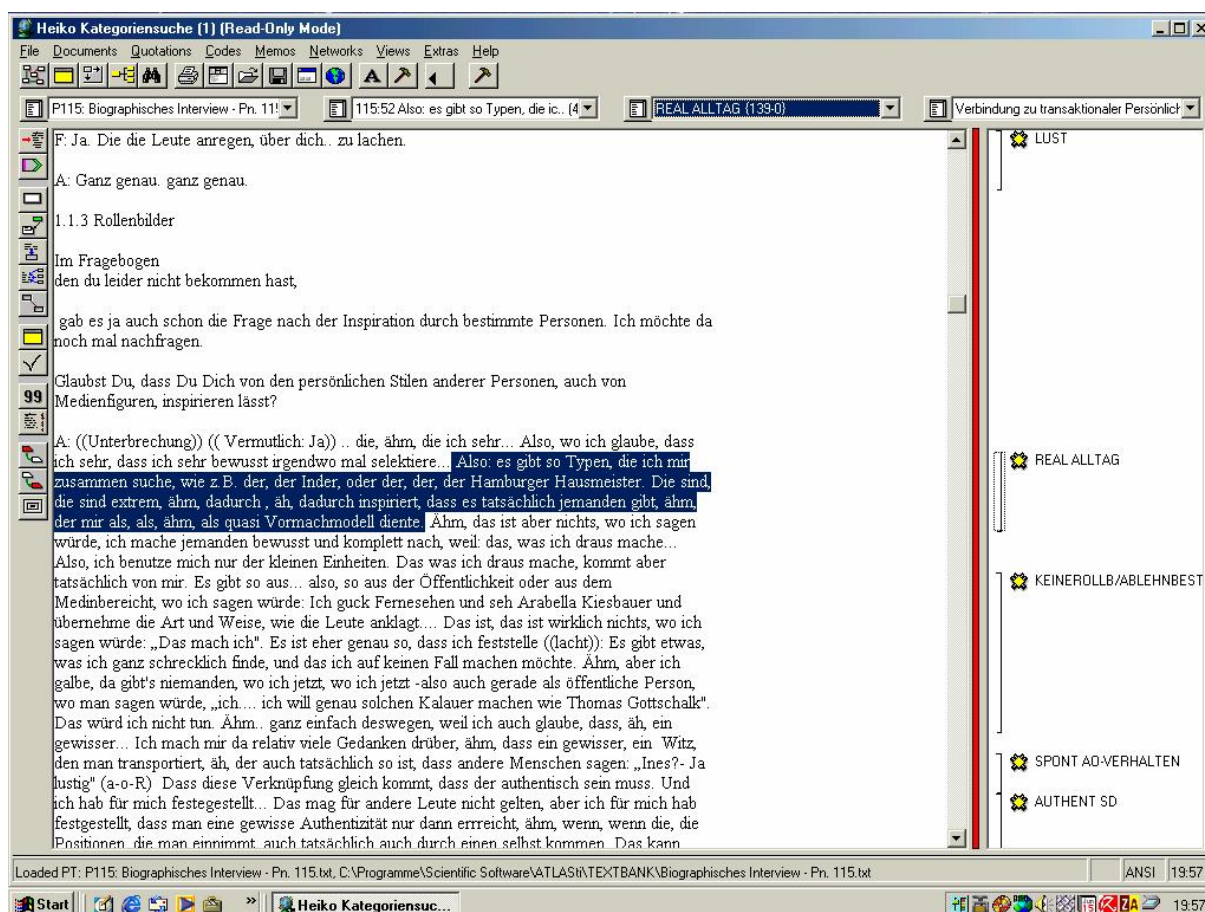 Heiko Kategoriensuche (1) (Read-Only Mode)
File Documents Quotations Codes Memos Networks Views Extras Help
P115: Biographisches Interview - Pn. 11! 115:52 Also: es gibt so Typen, die ic.. (4 REAL ALLTAG {139-0} Verbindung zu transaktionaler Persönlich
F: Ja. Die die Leute anregen, über dich.. zu lachen.
LUST
A: Ganz genau. ganz genau.
1.1.3 Rollenbilder
Im Fragebogen
den du leider nicht bekommen hast,
gab es ja auch schon die Frage nach der Inspiration durch bestimmte Personen. Ich möchte da
noch mal nachfragen.
Glaubst Du, dass Du Dich von den persönlichen Stilen anderer Personen, auch von
Medienfiguren, inspirieren lässt?
A: ((Unterbrechung)) (( Vermutlich: Ja)) .. die, ähm, die ich sehr... Also, wo ich glaube, dass
ich sehr, dass ich sehr bewusst irgendwo mal selektiere... Also: es gibt so Typen, die ich mir
REAL ALLTAG
zusammen suche, wie z.B. der, der Inder, oder der, der, der Hamburger Hausmeister. Die sind,
die sind extrem, ähm, dadurch , äh, dadurch inspiriert, dass es tatsächlich jemanden gibt, ähm,
der mir als, als, ähm, als quasi Vormachmodell diente. Ähm, das ist aber nichts, wo ich sagen
würde, ich mache jemanden bewusst und komplett nach, weil: das, was ich draus mache...
Also, ich benutze mich nur der kleinen Einheiten. Das was ich draus mache, kommt aber
tatsächlich von mir. Es gibt so aus... also, so aus der Öffentlichkeit oder aus dem
KEINEROLLB/ABLEHNBEST
Medinbereicht, wo ich sagen würde: Ich guck Fernesehen und seh Arabella Kiesbauer und
übernehme die Art und Weise, wie die Leute anklagt.... Das ist, das ist wirklich nichts, wo ich
sagen würde: „Das mach ich". Es ist eher genau so, dass ich feststelle ((lacht)): Es gibt etwas,
was ich ganz schrecklich finde, und das ich auf keinen Fall machen möchte. Ähm, aber ich
galbe, da gibt's niemanden, wo ich jetzt, wo ich jetzt -also auch gerade als öffentliche Person,
wo man sagen würde, „ich.... ich will genau solchen Kalauer machen wie Thomas Gottschalk".
Das würd ich nicht tun. Ähm.. ganz einfach deswegen, weil ich auch glaube, dass, äh, ein
gewisser... Ich mach mir da relativ viele Gedanken drüber, ähm, dass ein gewisser, ein Witz,
den man transportiert, äh, der auch tatsächlich so ist, dass andere Menschen sagen: „Ines?- Ja
SPONT AO-VERHALTEN
lustig" (a-o-R) Dass diese Verknüpfung gleich kommt, dass der authentisch sein muss. Und
ich hab für mich festegestellt... Das mag für andere Leute nicht gelten, aber ich für mich hab
AUTHENT SD
festgestellt, dass man eine gewisse Authentizität nur dann errreicht, ähm, wenn, wenn die, die
Positionen, die man einnimmt, auch tatsächlich auch durch einen selbst kommen. Das kann
99
Loaded PT: P115: Biographisches Interview - Pn. 115.txt, C:\Programme\Scientific Software\ATLASti\TEXTBANK\Biographisches Interview - Pn. 115.txt ANSI 19:57
Start » Heiko Kategoriensuc... 15 ZA 19:57